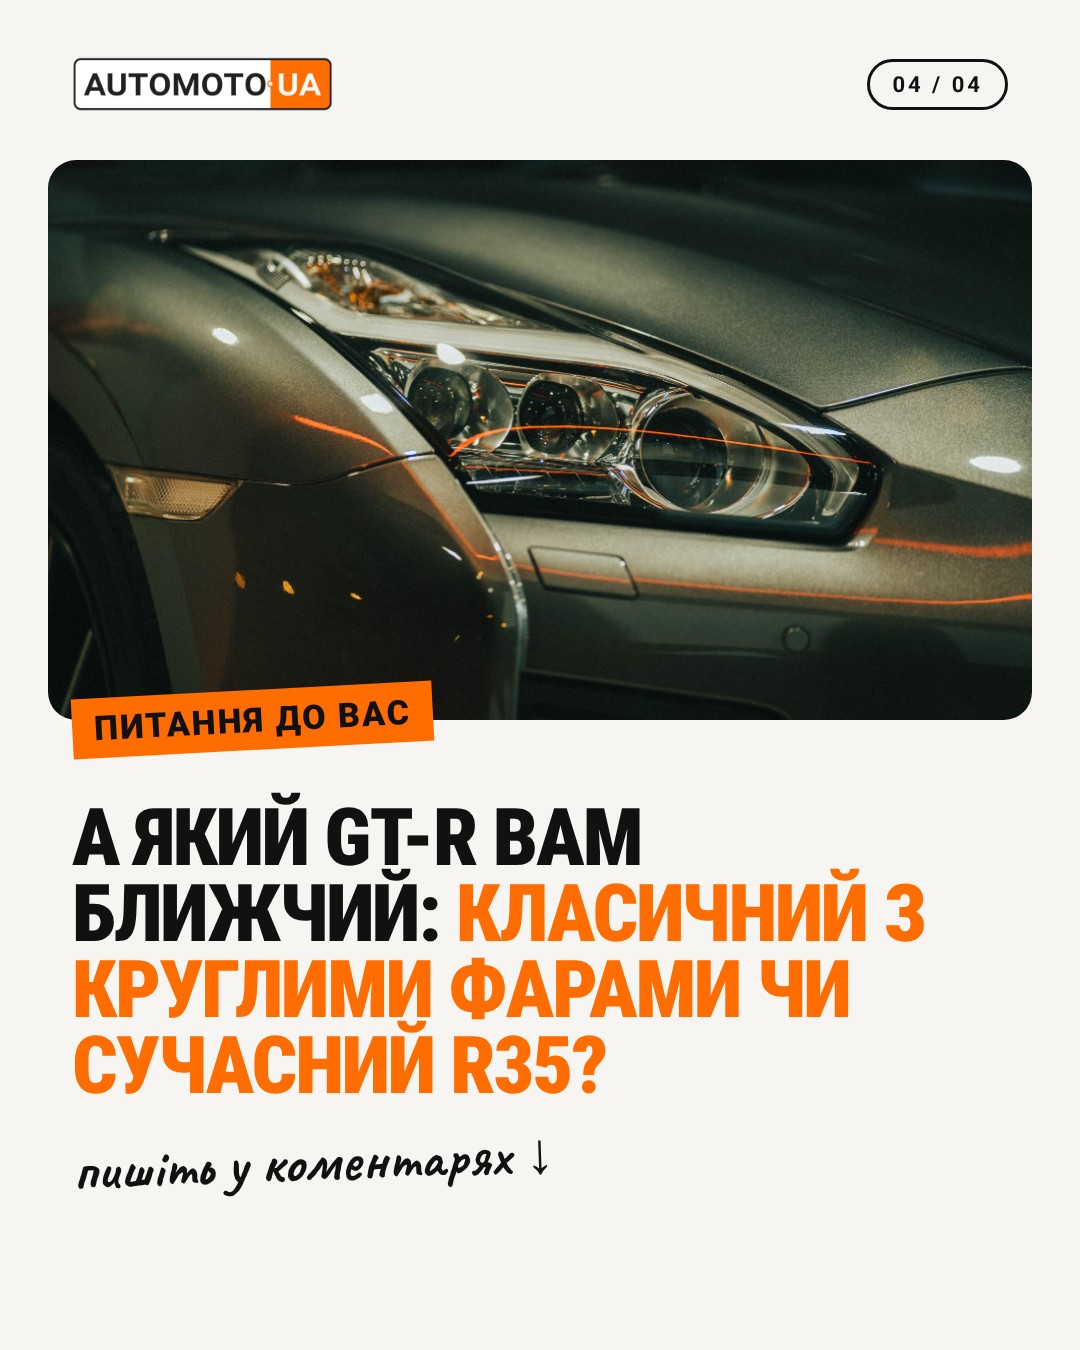 AUTOMOTO UA
04 / 04
ПИТАННЯ ДО ВАС
А ЯКИЙ GT-R ВАМ
БЛИЖЧИЙ: КЛАСИЧНИЙ З
КРУГЛИМИ ФАРАМИ ЧИ
СУЧАСНИЙ R35?
пишіть у коментарях ↓